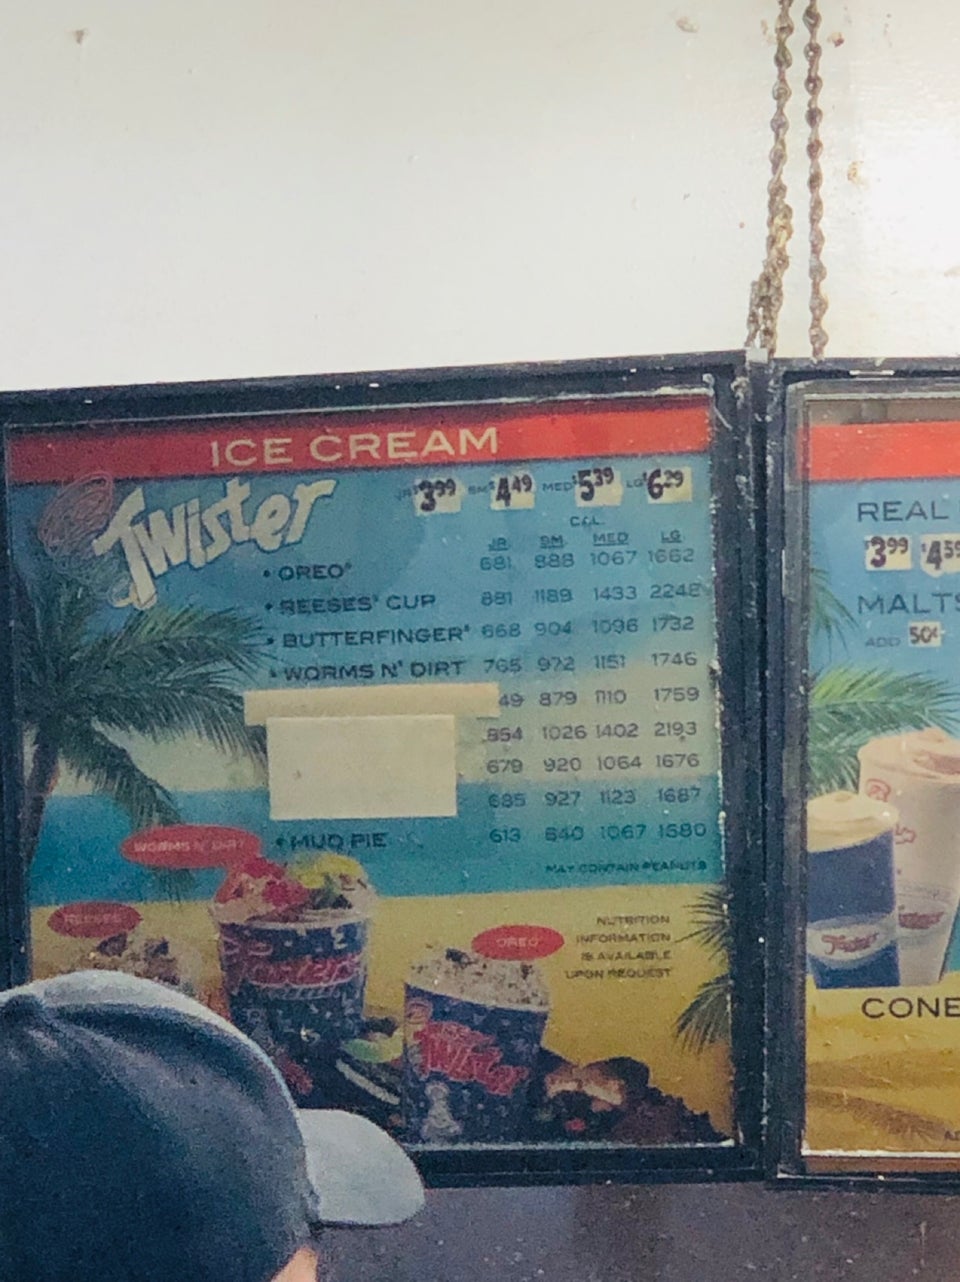 ICE CREAM
Twister
JR $3.99 SM $4.49 MED $5.39 LG $6.29
CAL.
JR SM MED LG
• OREO® 681 888 1067 1662
• REESES' CUP 881 1189 1433 2248
• BUTTERFINGER® 668 904 1096 1732
• WORMS N' DIRT 765 972 1151 1746
49 879 1110 1759
854 1026 1402 2193
679 920 1064 1676
685 927 1123 1687
• MUD PIE 613 840 1067 1580
MAY CONTAIN PEANUTS
WORMS N' DIRT
REESES
OREO
NUTRITION
INFORMATION
IS AVAILABLE
UPON REQUEST
Twister
REAL
$3.99 $4.59
MALTS
ADD 50¢
CONE